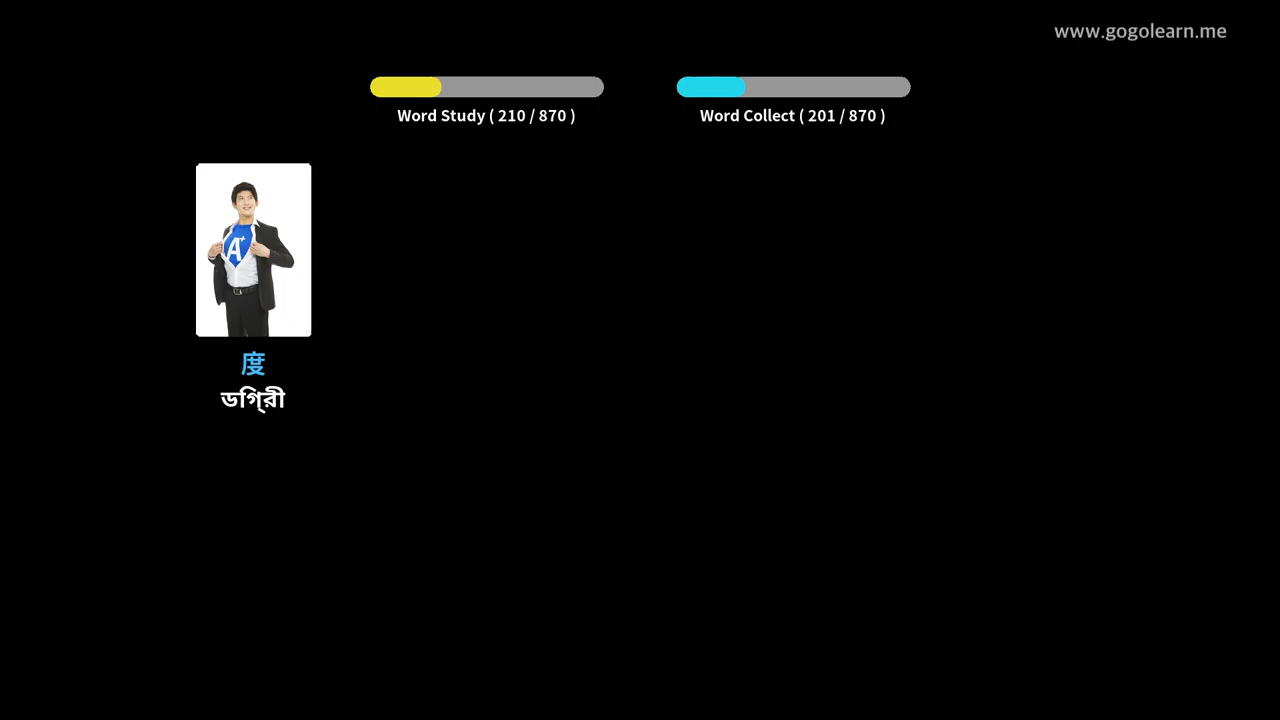 www.gogolearn.me
Word Study ( 210 / 870 )
Word Collect ( 201 / 870 )
A+
度
ডিগ্রী